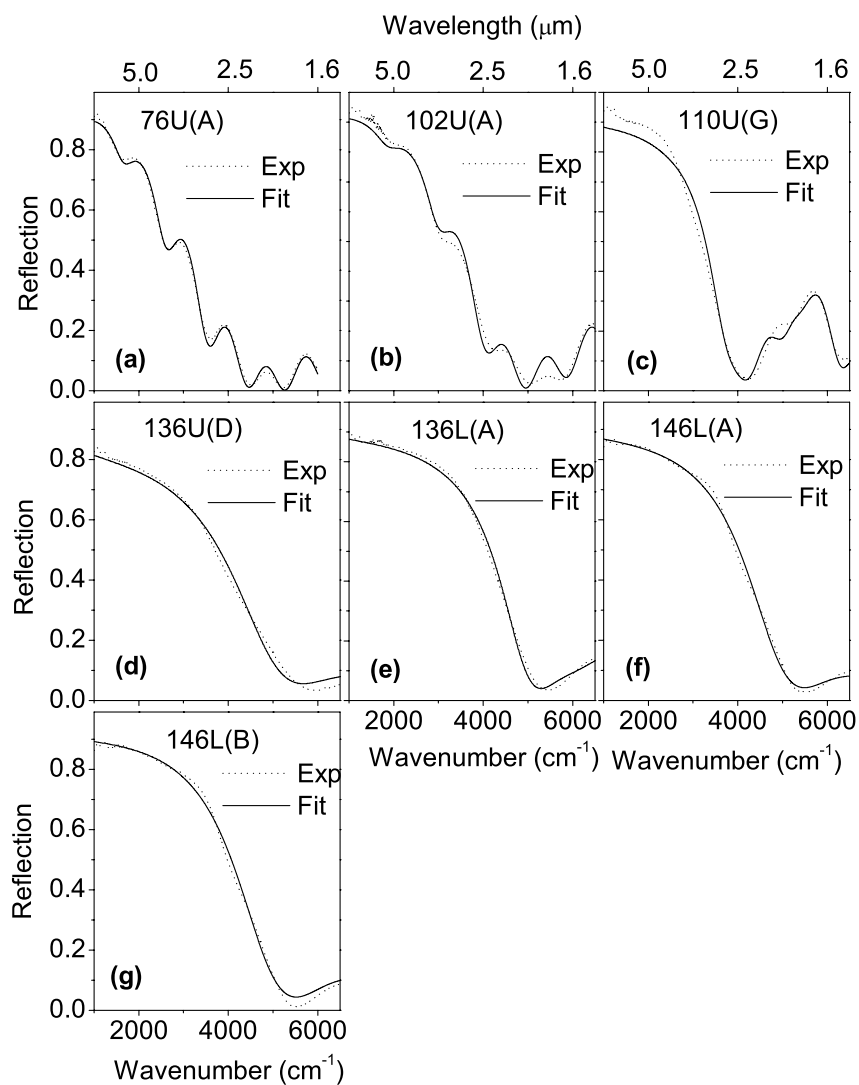 Wavelength (μm)
5.0 2.5 1.6 5.0 2.5 1.6 5.0 2.5 1.6
76U(A) 102U(A) 110U(G)
Exp Exp Exp
Fit Fit Fit
0.8
0.6
0.4
0.2
0.0
Reflection
(a) (b) (c)
136U(D) 136L(A) 146L(A)
Exp Exp Exp
Fit Fit Fit
0.8
0.6
0.4
0.2
0.0
Reflection
(d) (e) (f)
2000 4000 6000 2000 4000 6000
Wavenumber (cm⁻¹) Wavenumber (cm⁻¹)
146L(B)
Exp
Fit
0.8
0.6
0.4
0.2
0.0
Reflection
(g)
2000 4000 6000
Wavenumber (cm⁻¹)